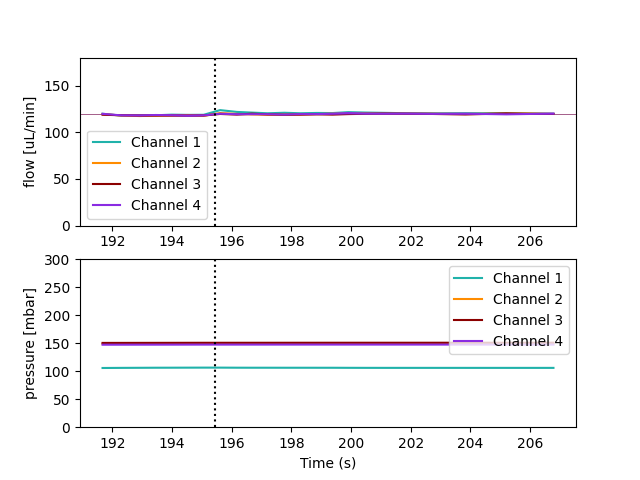 flow [uL/min]
150
100
50
0
Channel 1
Channel 2
Channel 3
Channel 4
192 194 196 198 200 202 204 206
pressure [mbar]
300
250
200
150
100
50
0
Channel 1
Channel 2
Channel 3
Channel 4
192 194 196 198 200 202 204 206
Time (s)